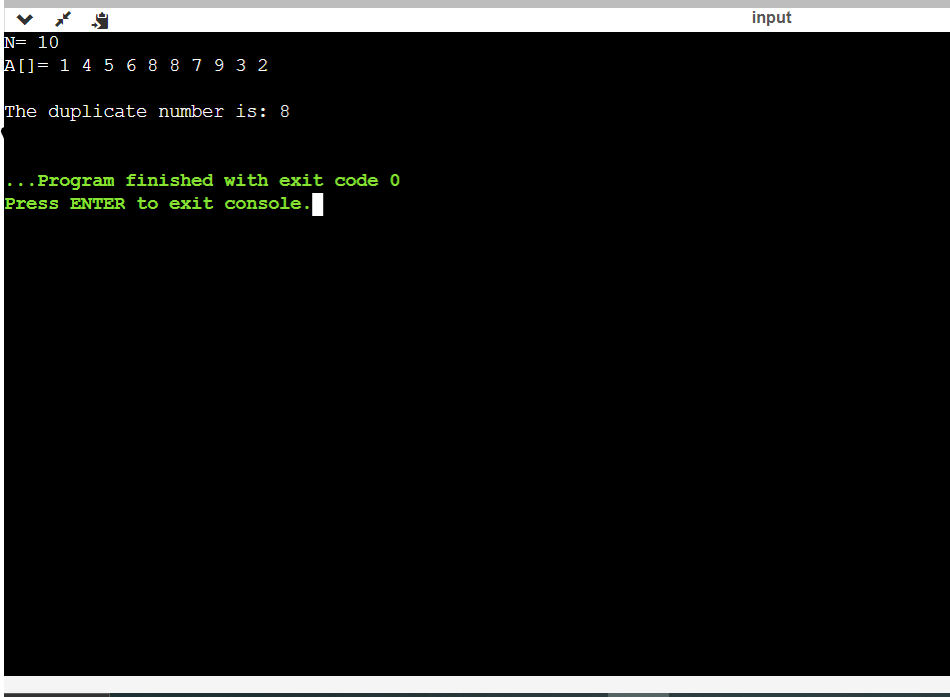 input
N= 10
A[]= 1 4 5 6 8 8 7 9 3 2
The duplicate number is: 8
...Program finished with exit code 0
Press ENTER to exit console.